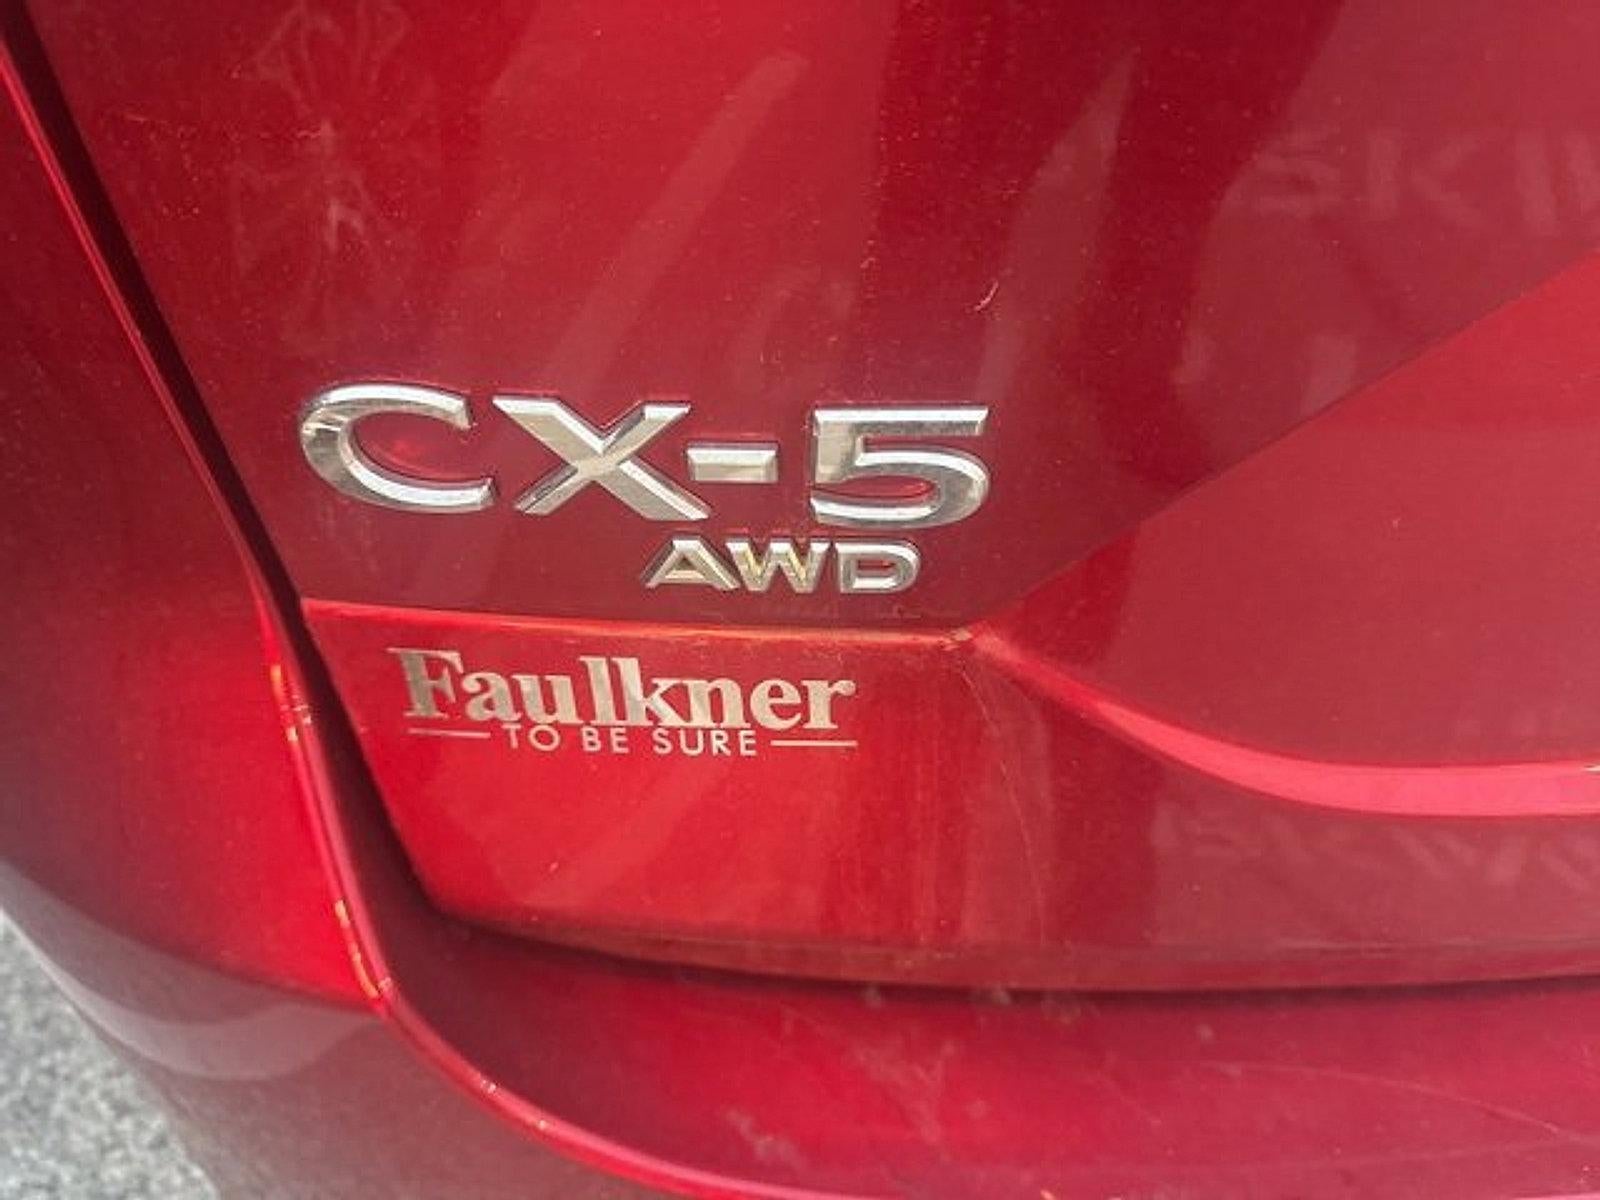 CX-5
AWD
Faulkner
TO BE SURE